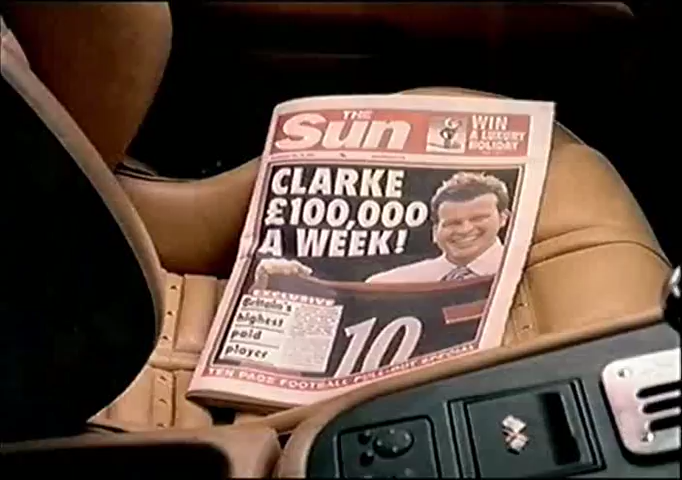 THE
Sun
WIN
A LUXURY
HOLIDAY
CLARKE
£100,000
A WEEK!
EXCLUSIVE
Britain's
highest
paid
player
10
TEN PAGE FOOTBALL PULL-OUT SPECIAL